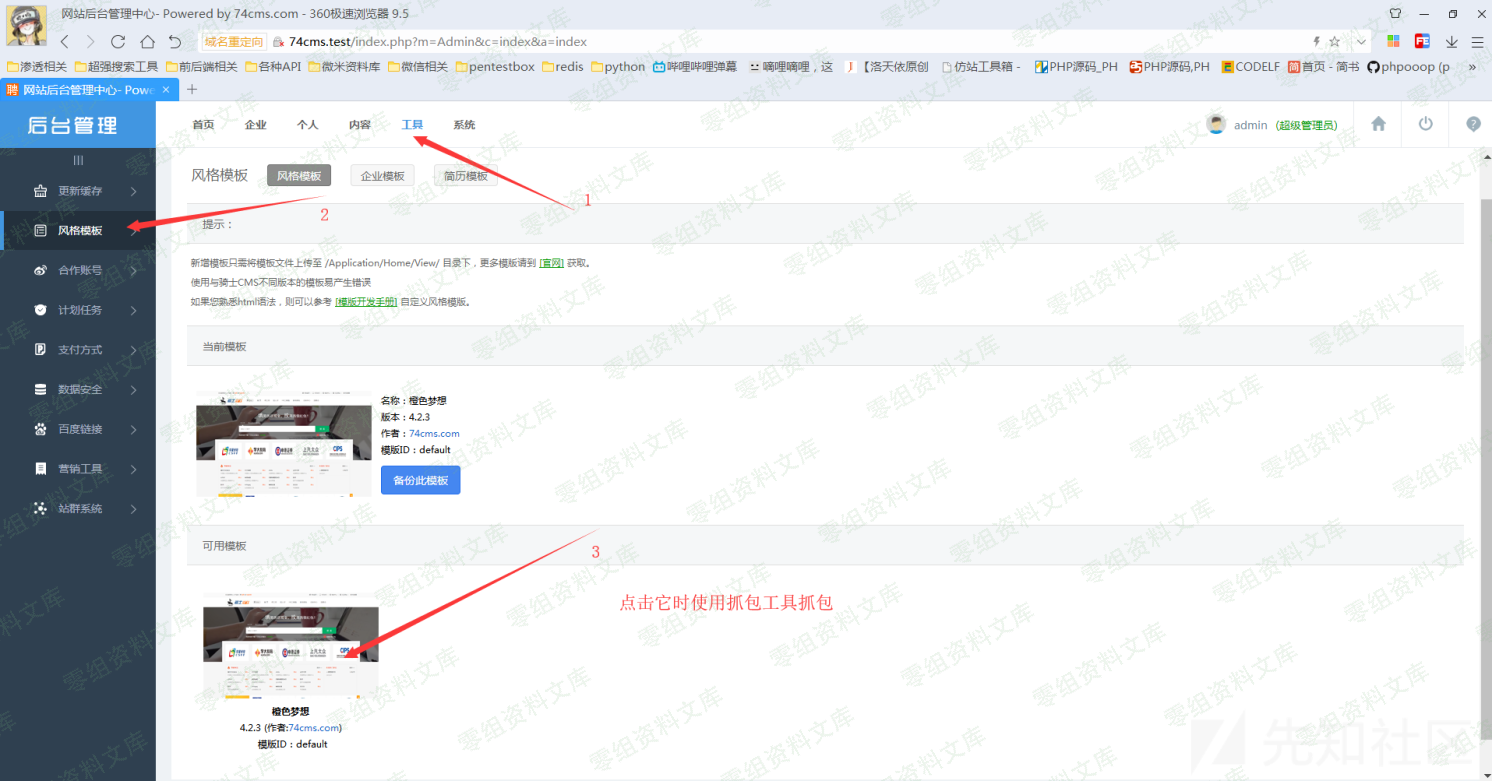 网站后台管理中心- Powered by 74cms.com - 360极速浏览器 9.5
域名重定向 74cms.test/index.php?m=Admin&c=index&a=index
渗透相关 超强搜索工具 前后端相关 各种API 微米资料库 微信相关 pentestbox redis python 哔哩哔哩弹幕 嘀哩嘀哩，这 【洛天依原创 仿站工具箱 - PHP源码_PH PHP源码,PH CODELF 首页 - 简书 phpooop (p »
网站后台管理中心- Powe
后台管理
首页 企业 个人 内容 工具 系统
admin (超级管理员)
更新缓存
风格模板
合作账号
计划任务
支付方式
数据安全
百度链接
营销工具
站群系统
风格模板 风格模板 企业模板 简历模板
1
2
提示：
新增模板只需将模板文件上传至 /Application/Home/View/ 目录下，更多模板请到 [官网] 获取。
使用与骑士CMS不同版本的模板易产生错误
如果您熟悉html语法，则可以参考 [模版开发手册] 自定义风格模版。
当前模板
名称：橙色梦想
版本：4.2.3
作者：74cms.com
模版ID：default
备份此模板
可用模板
3
点击它时使用抓包工具抓包
橙色梦想
4.2.3 (作者:74cms.com)
模版ID：default
零组资料文库
先知社区